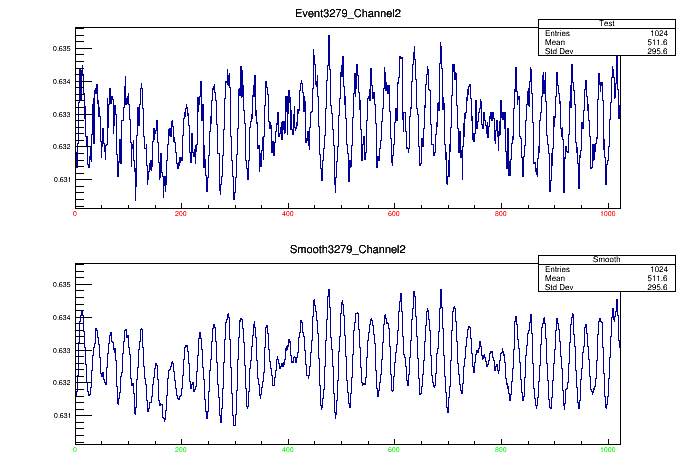 Event3279_Channel2
Test
Entries 1024
Mean 511.6
Std Dev 295.6
0.635
0.634
0.633
0.632
0.631
0 200 400 600 800 1000
Smooth3279_Channel2
Smooth
Entries 1024
Mean 511.6
Std Dev 295.6
0.635
0.634
0.633
0.632
0.631
0 200 400 600 800 1000